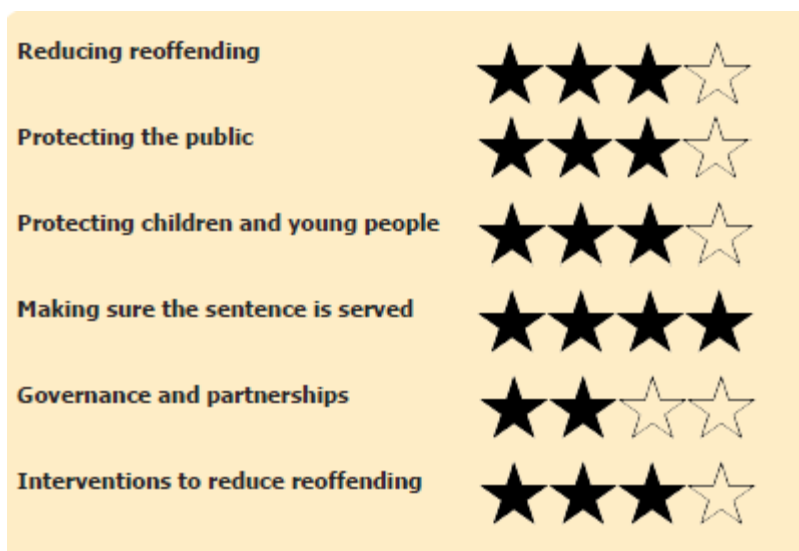 Reducing reoffending
Protecting the public
Protecting children and young people
Making sure the sentence is served
Governance and partnerships
Interventions to reduce reoffending